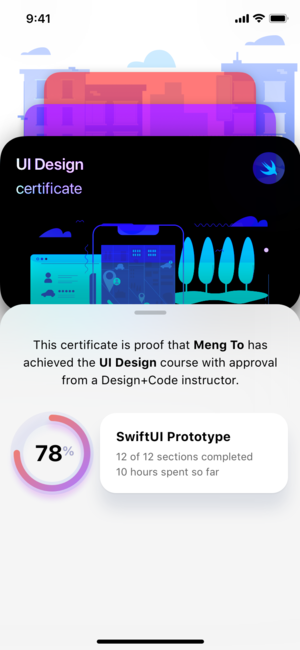 9:41
UI Design
certificate
This certificate is proof that Meng To has
achieved the UI Design course with approval
from a Design+Code instructor.
78%
SwiftUI Prototype
12 of 12 sections completed
10 hours spent so far